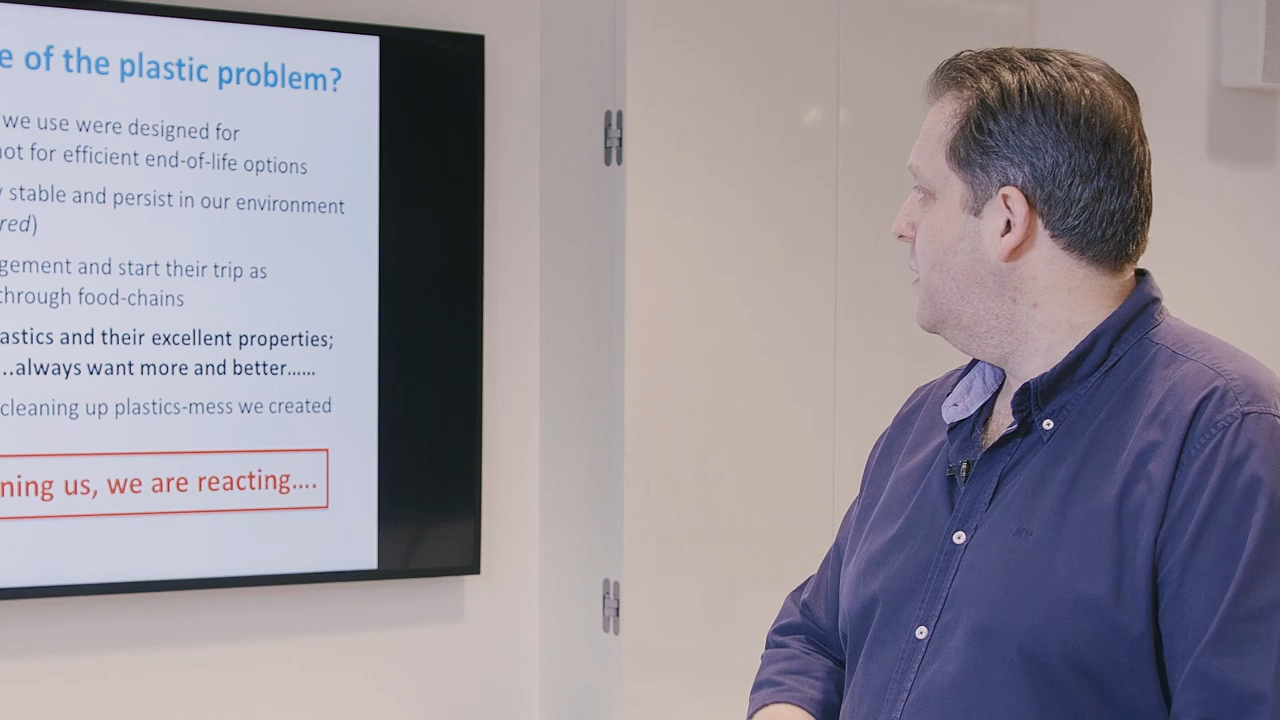 e of the plastic problem?
we use were designed for
not for efficient end-of-life options
y stable and persist in our environment
red)
gement and start their trip as
through food-chains
astics and their excellent properties;
...always want more and better......
cleaning up plastics-mess we created
ning us, we are reacting....